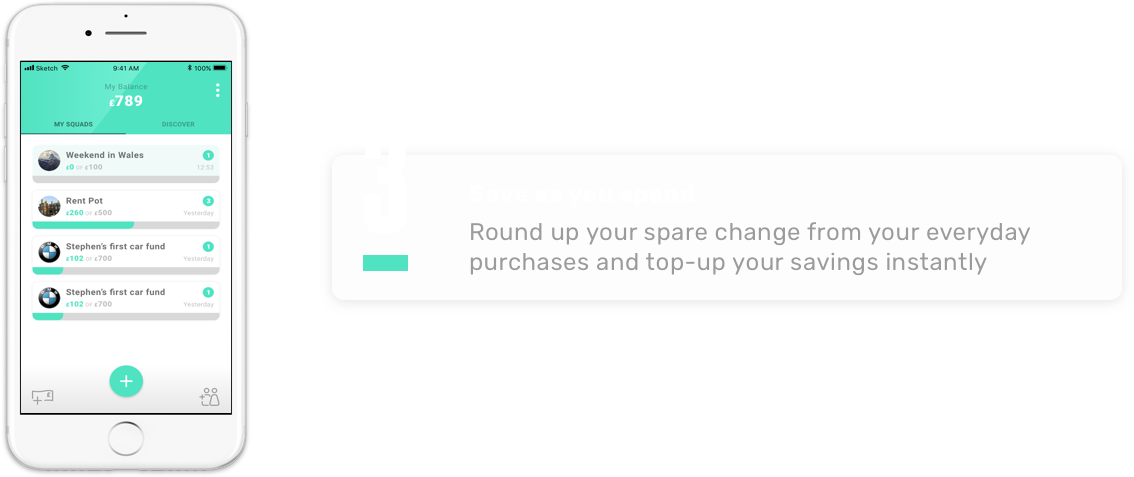 Sketch
9:41 AM
100%
My Balance
£789
MY SQUADS
DISCOVER
Weekend in Wales
1
£0 of £100
12:53
Rent Pot
3
£260 of £500
Yesterday
Stephen's first car fund
1
£102 of £700
Yesterday
Stephen's first car fund
1
£102 of £700
Yesterday
Round up your spare change from your everyday
purchases and top-up your savings instantly